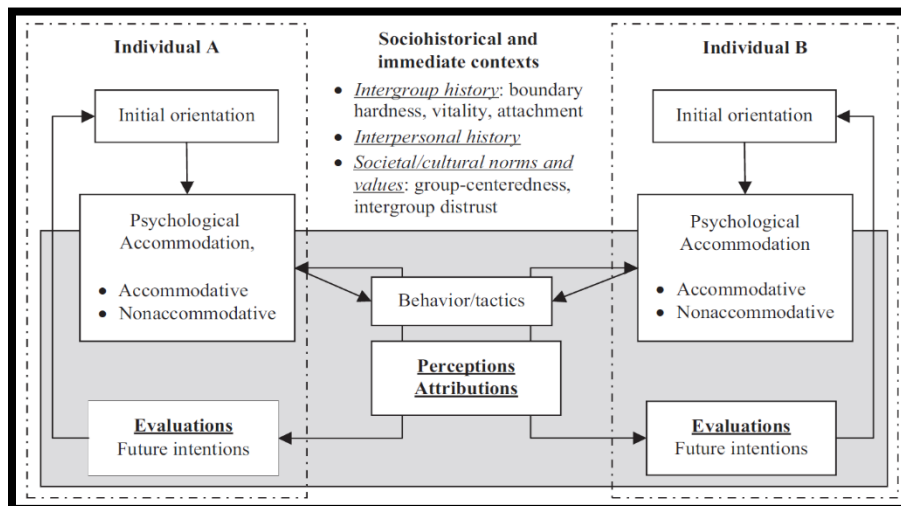 Individual A
Initial orientation
Psychological
Accommodation,
• Accommodative
• Nonaccommodative
Evaluations
Future intentions
Sociohistorical and
immediate contexts
• Intergroup history: boundary
hardness, vitality, attachment
• Interpersonal history
• Societal/cultural norms and
values: group-centeredness,
intergroup distrust
Behavior/tactics
Perceptions
Attributions
Individual B
Initial orientation
Psychological
Accommodation
• Accommodative
• Nonaccommodative
Evaluations
Future intentions